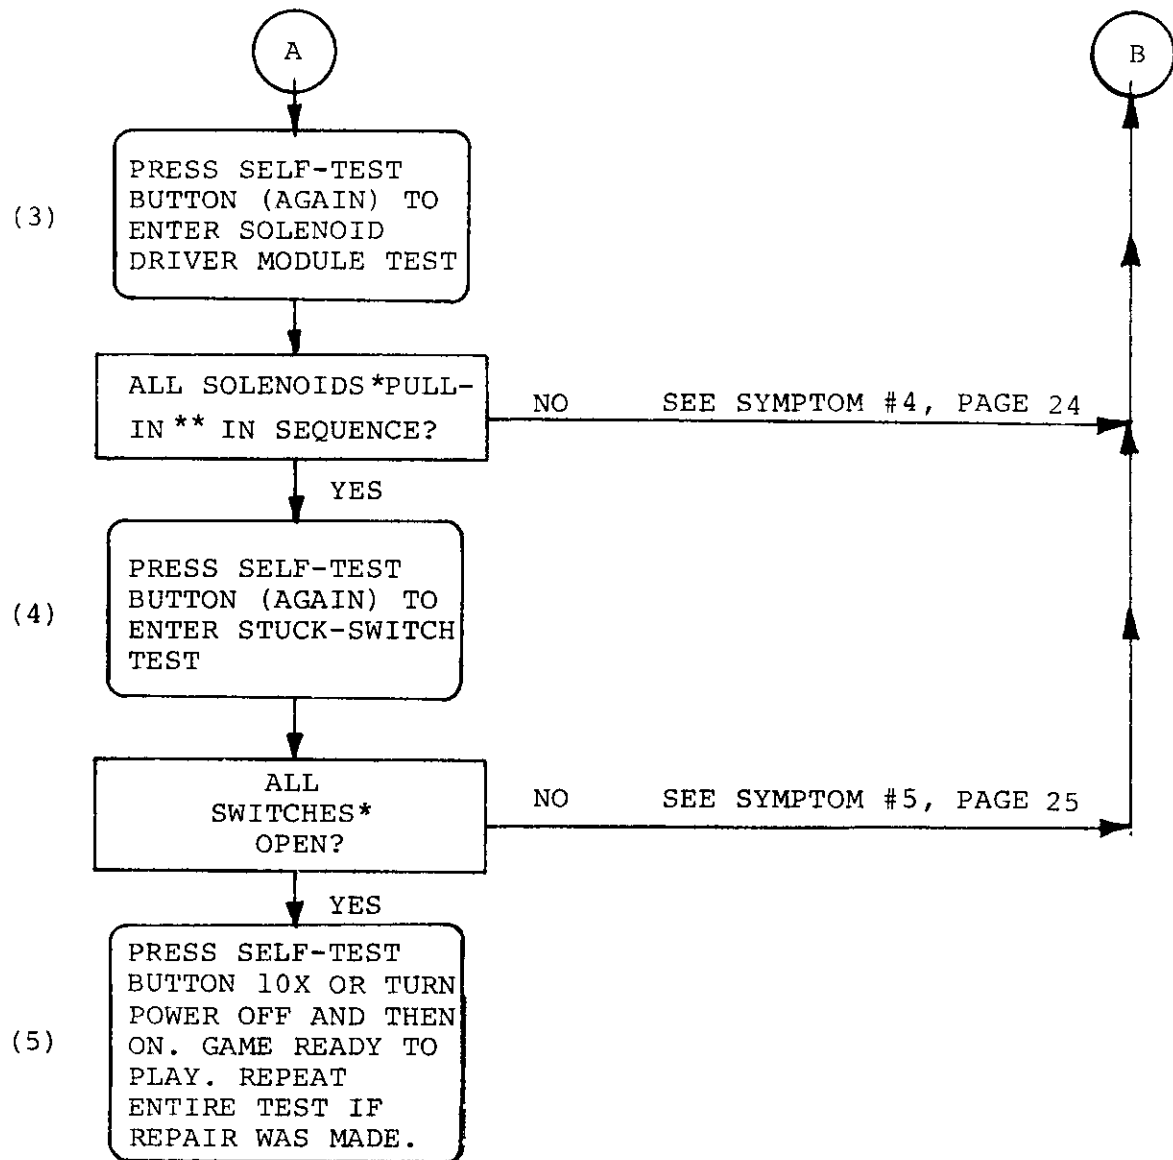 A
B
(3)
PRESS SELF-TEST
BUTTON (AGAIN) TO
ENTER SOLENOID
DRIVER MODULE TEST
ALL SOLENOIDS *PULL-
IN ** IN SEQUENCE?
NO SEE SYMPTOM #4, PAGE 24
YES
(4)
PRESS SELF-TEST
BUTTON (AGAIN) TO
ENTER STUCK-SWITCH
TEST
ALL
SWITCHES*
OPEN?
NO SEE SYMPTOM #5, PAGE 25
YES
(5)
PRESS SELF-TEST
BUTTON 10X OR TURN
POWER OFF AND THEN
ON. GAME READY TO
PLAY. REPEAT
ENTIRE TEST IF
REPAIR WAS MADE.